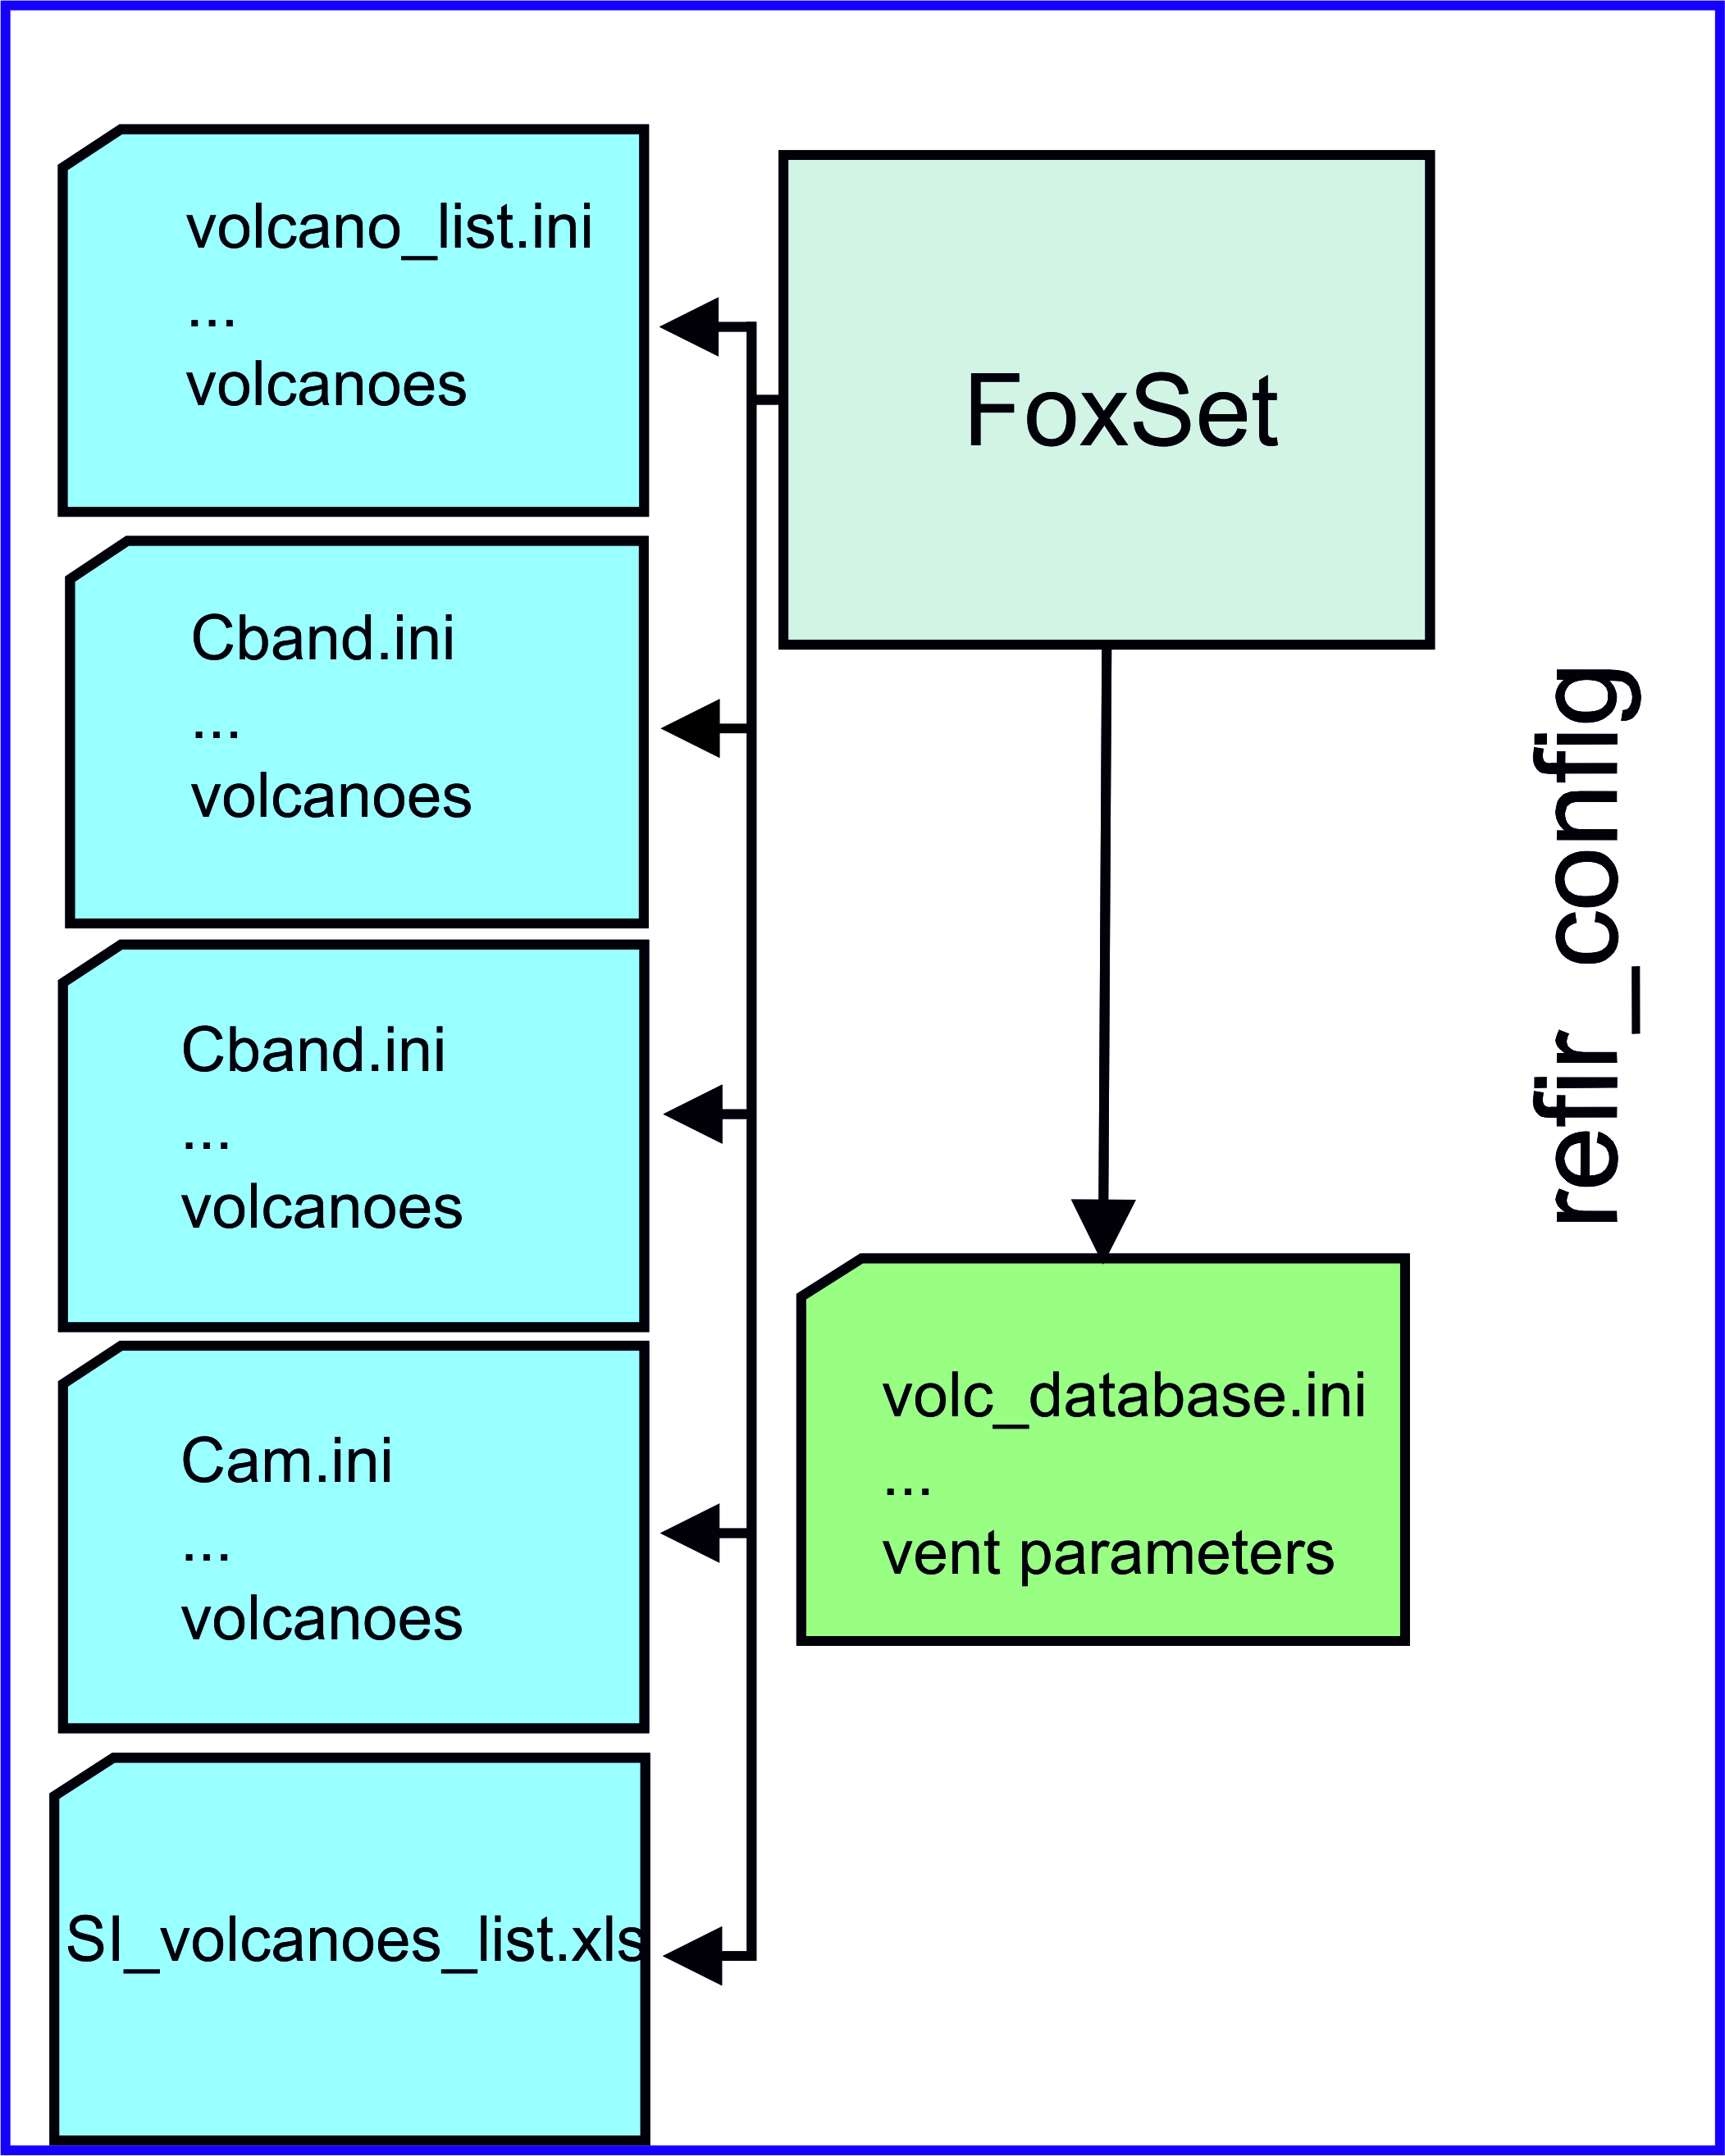 volcano_list.ini
...
volcanoes
FoxSet
Cband.ini
...
volcanoes
Cband.ini
...
volcanoes
Cam.ini
...
volcanoes
SI_volcanoes_list.xls
volc_database.ini
...
vent parameters
refir_config